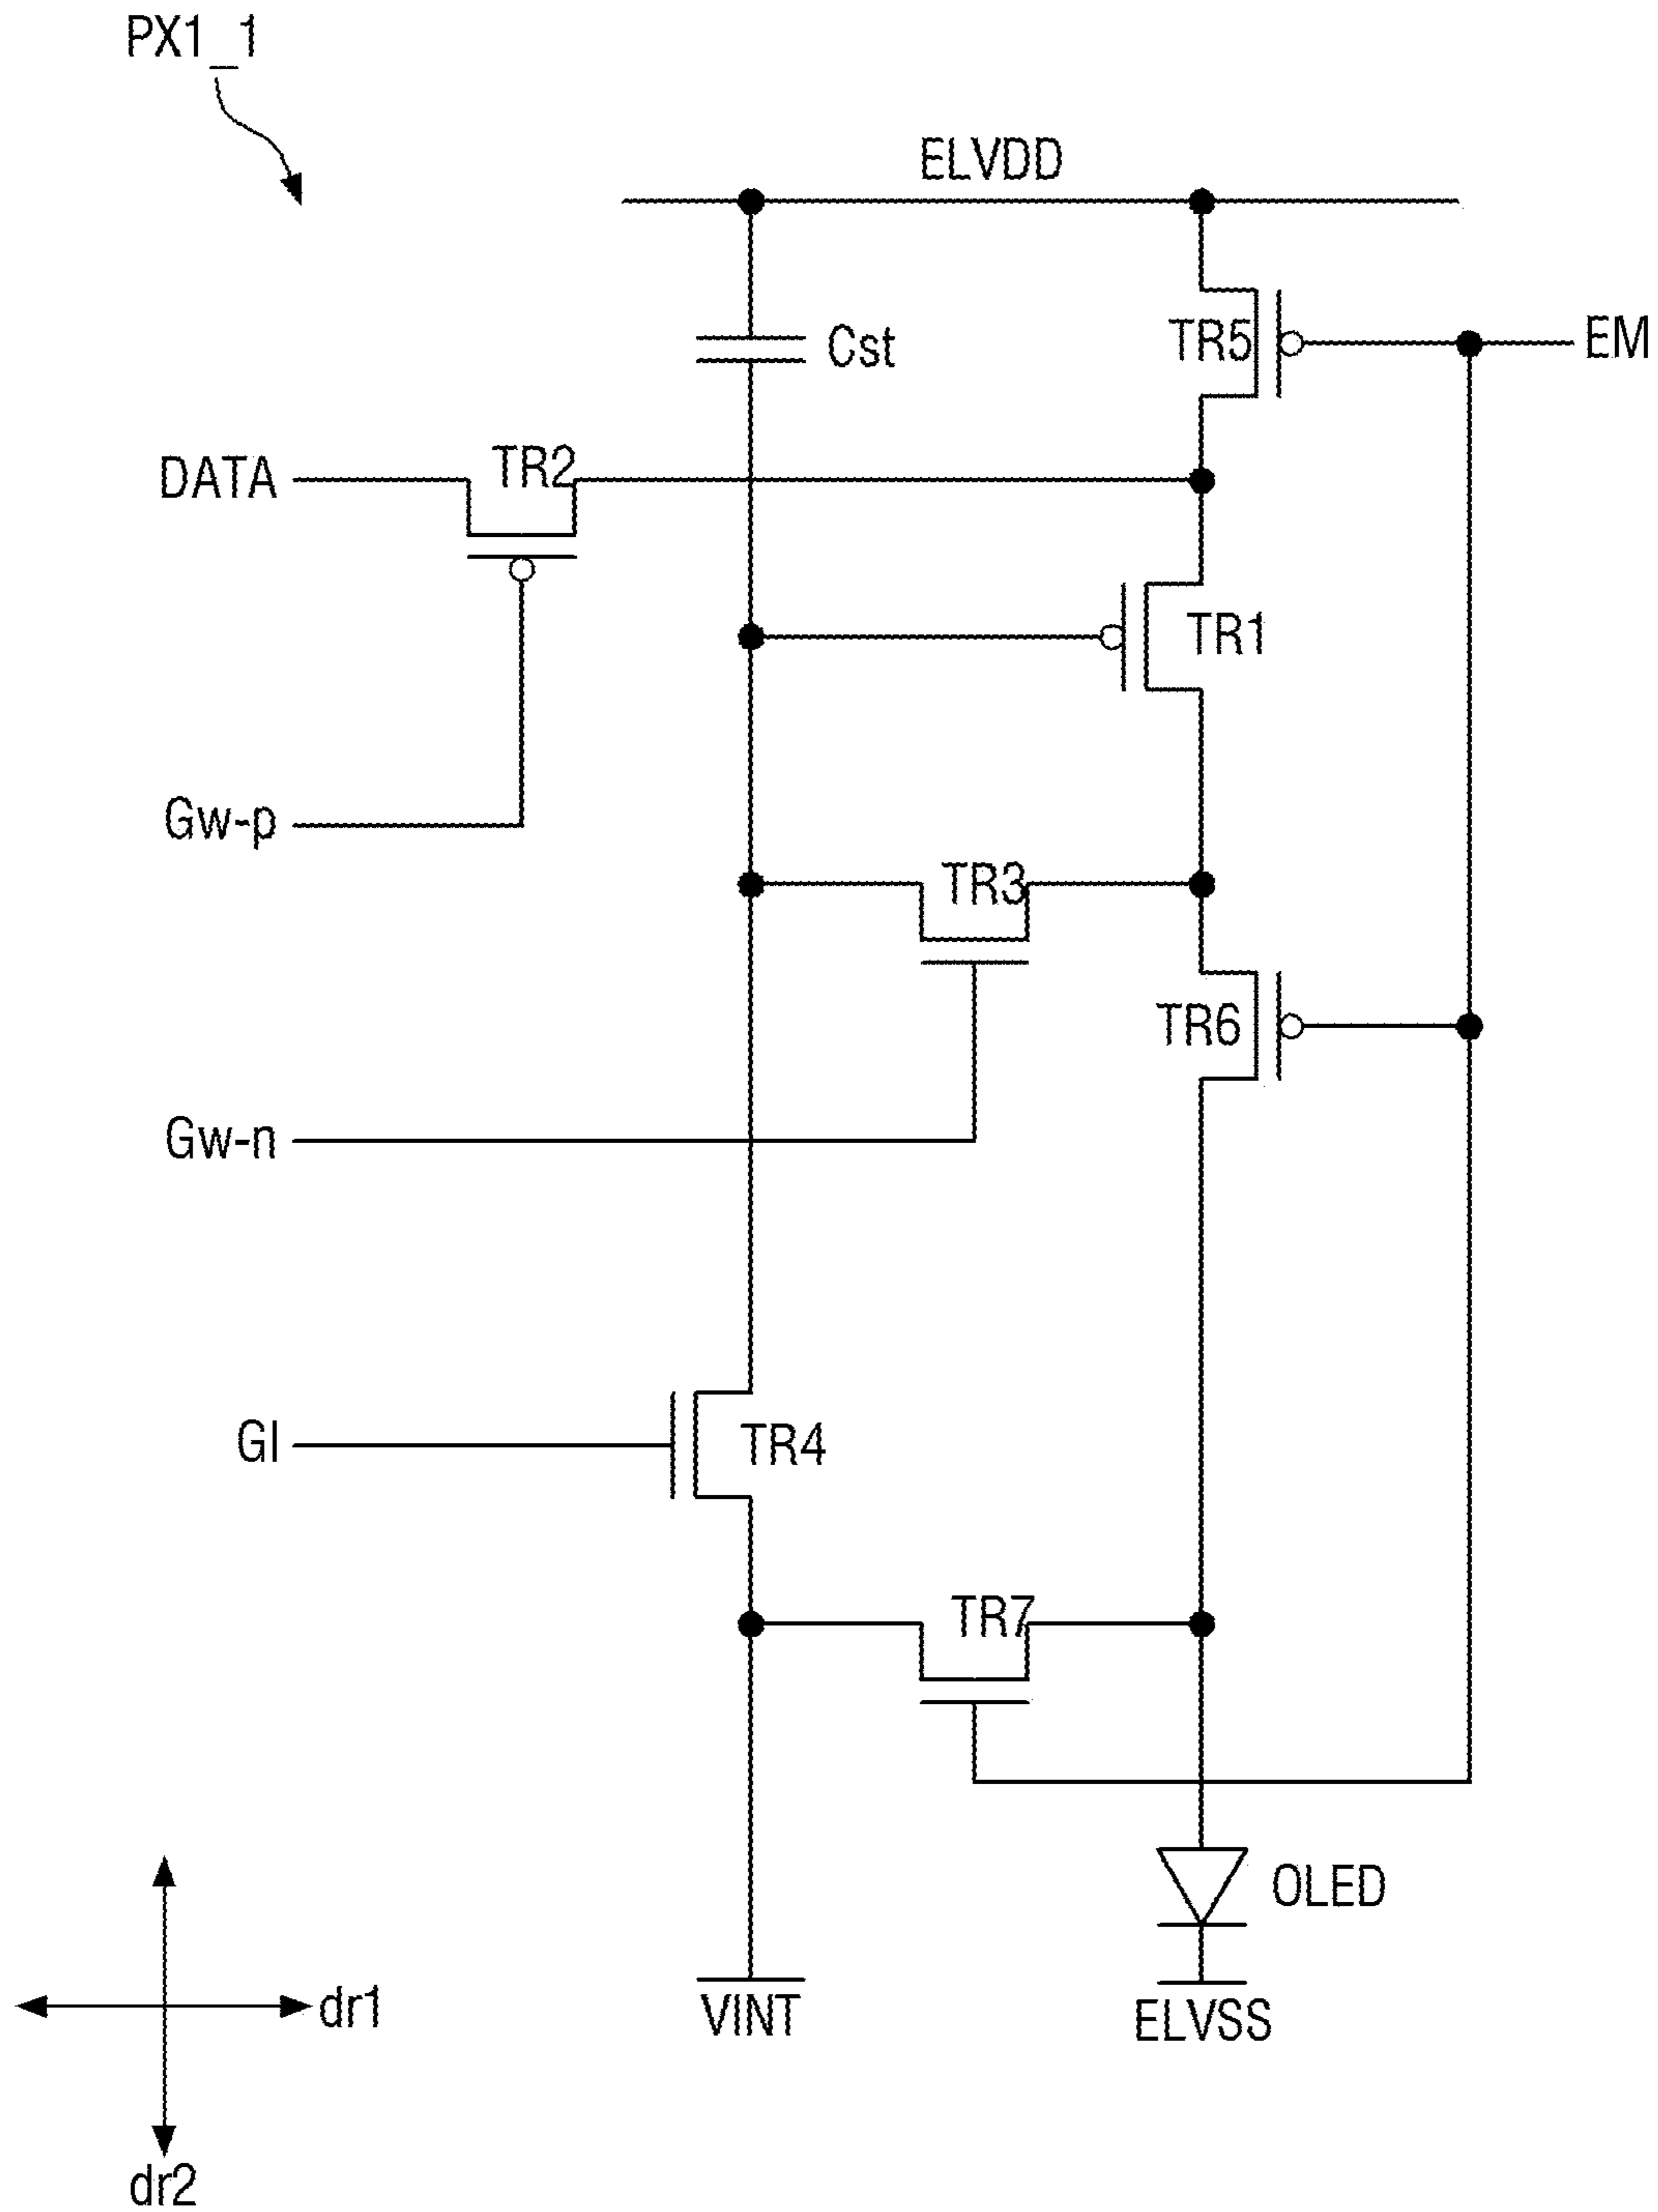 PX1_1
ELVDD
Cst
TR5
EM
DATA
TR2
TR1
Gw-p
TR3
TR6
Gw-n
GI
TR4
TR7
OLED
dr1
VINT
ELVSS
dr2